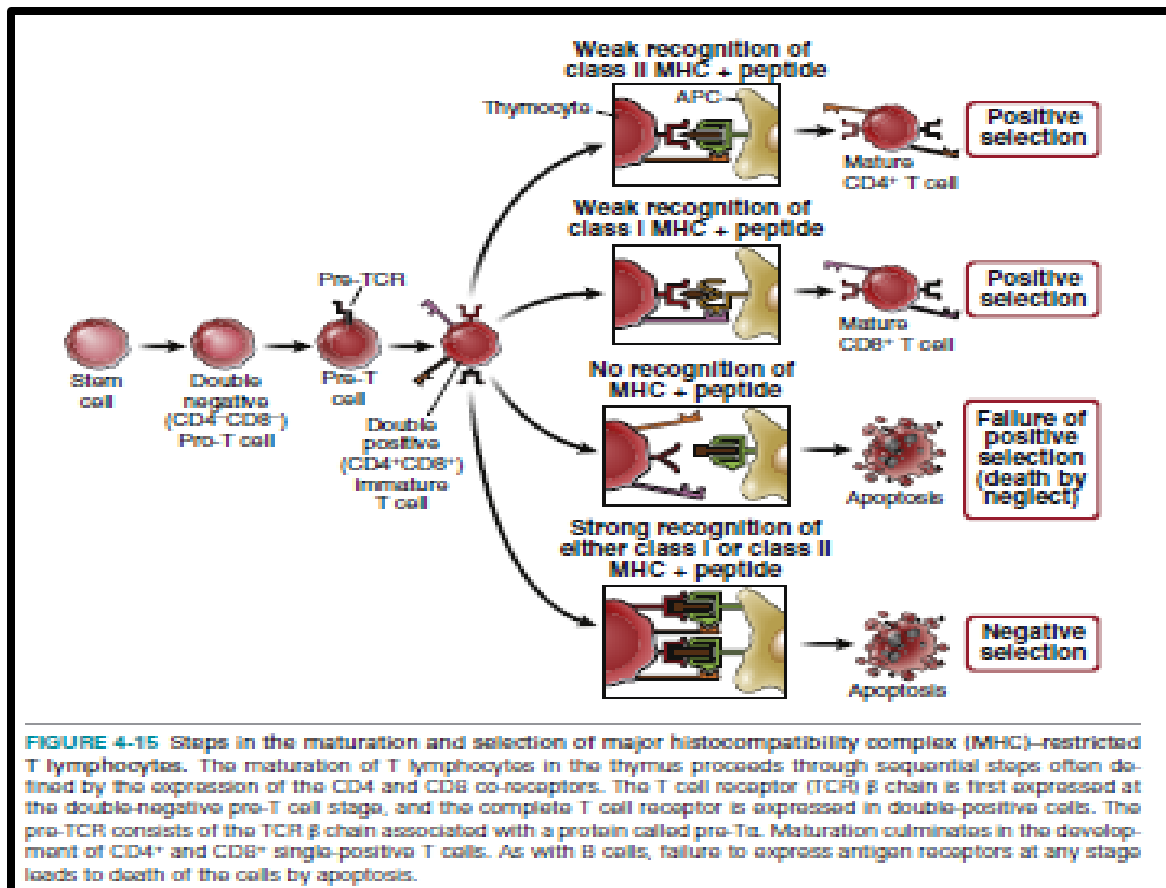 Weak recognition of
class II MHC + peptide
Thymocyte
APC
Mature
CD4+ T cell
Positive
selection
Weak recognition of
class I MHC + peptide
Mature
CD8+ T cell
Positive
selection
Pre-TCR
Stem
cell
Double
negative
(CD4–CD8–)
Pro-T cell
Pre-T
cell
Double
positive
(CD4+CD8+)
immature
T cell
No recognition of
MHC + peptide
Apoptosis
Failure of
positive
selection
(death by
neglect)
Strong recognition of
either class I or class II
MHC + peptide
Apoptosis
Negative
selection
FIGURE 4-15 Steps in the maturation and selection of major histocompatibility complex (MHC)–restricted
T lymphocytes. The maturation of T lymphocytes in the thymus proceeds through sequential steps often de-
fined by the expression of the CD4 and CD8 co-receptors. The T cell receptor (TCR) β chain is first expressed at
the double-negative pre-T cell stage, and the complete T cell receptor is expressed in double-positive cells. The
pre-TCR consists of the TCR β chain associated with a protein called pre-Tα. Maturation culminates in the develop-
ment of CD4+ and CD8+ single-positive T cells. As with B cells, failure to express antigen receptors at any stage
leads to death of the cells by apoptosis.